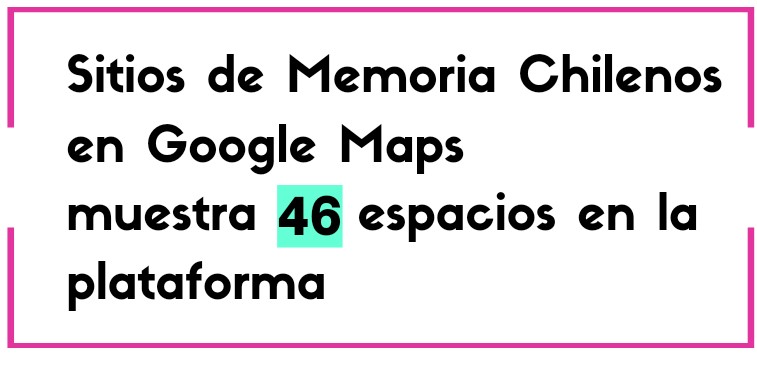 Sitios de Memoria Chilenos
en Google Maps
muestra 46 espacios en la
plataforma